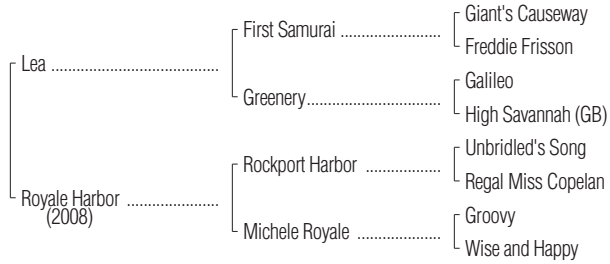 Giant's Causeway
First Samurai ....................
Freddie Frisson
Lea ..................................
Galileo
Greenery.........................
High Savannah (GB)
Unbridled's Song
Rockport Harbor ...............
Regal Miss Copelan
Royale Harbor ..................
(2008)
Groovy
Michele Royale .................
Wise and Happy